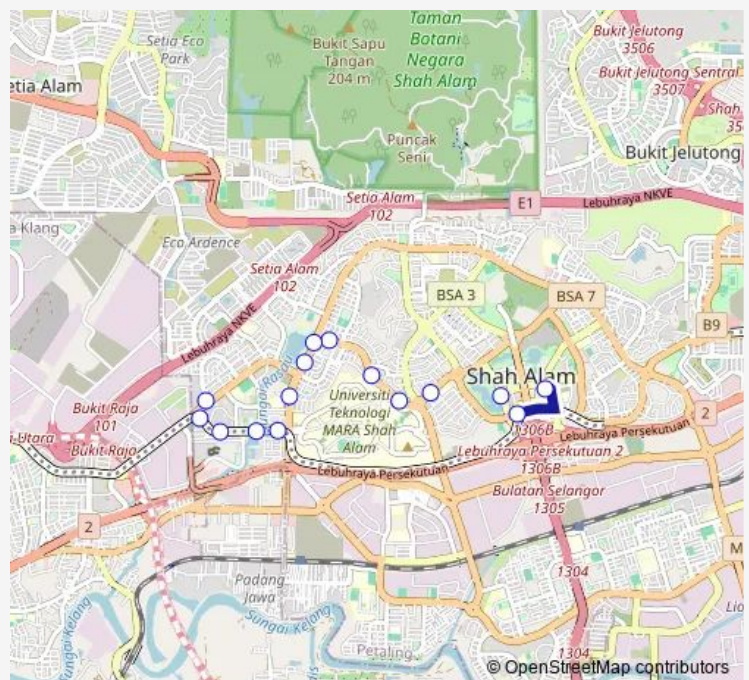 Taman
Botani
Negara
Shah Alam
Bukit Sapu
Tangan
204 m
Setia Eco
Park
Bukit Jelutong
3506
Bukit Jelutong Sentral
3507
etia Alam
Shah
35
Puncak
Seni
Bukit Jelutong
Setia Alam
102
E1
Lebuhraya NKVE
a Klang
Eco Ardence
Setia Alam
102
BSA 3
BSA 7
Lebuhraya NKVE
B9
Sungai Rasau
Shah Alam
Universiti
Teknologi
MARA Shah
Alam
Bukit Raja
101
i Utara
Bukit Raja
2
1306B
Lebuhraya Persekutuan
Lebuhraya Persekutuan 2
1306B
Lebuhraya Persekutuan
Bulatan Selangor
1305
2
M
1304
Padang
Jawa
Sungai Kelang
Sungai Kelang
Petaling
1304
© OpenStreetMap contributors